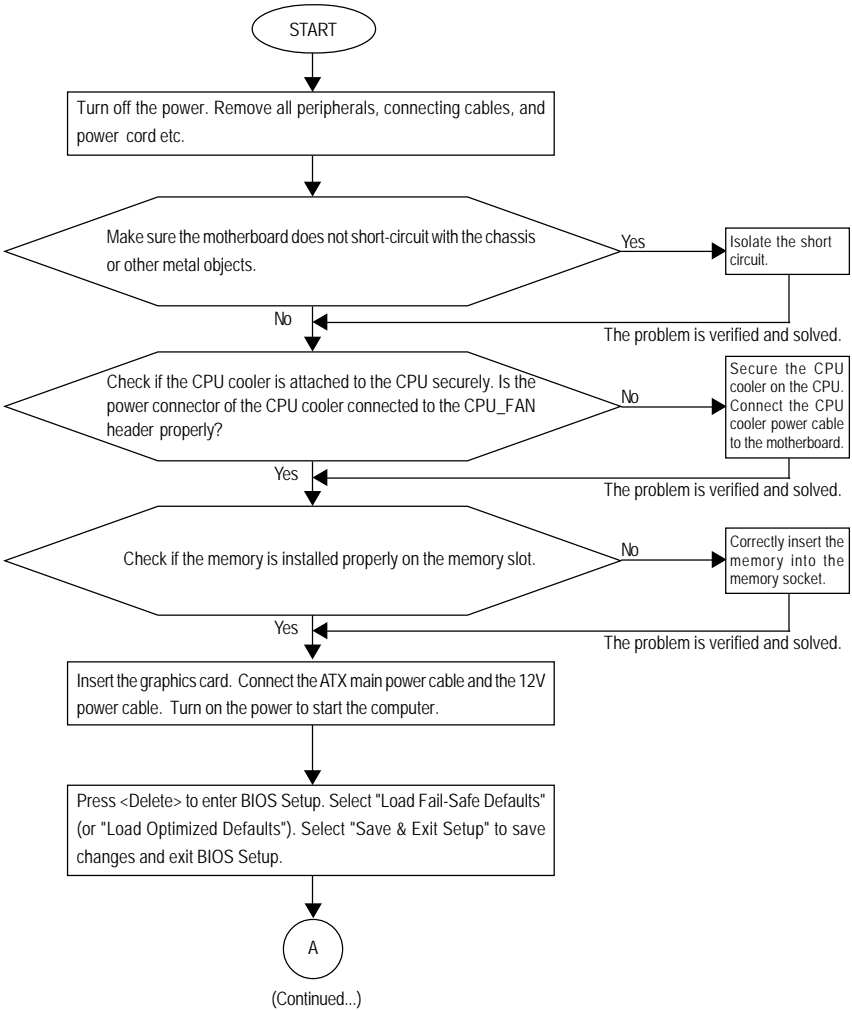 START
Turn off the power. Remove all peripherals, connecting cables, and
power cord etc.
Make sure the motherboard does not short-circuit with the chassis
or other metal objects.
Yes
Isolate the short
circuit.
No
The problem is verified and solved.
Check if the CPU cooler is attached to the CPU securely. Is the
power connector of the CPU cooler connected to the CPU_FAN
header properly?
No
Secure the CPU
cooler on the CPU.
Connect the CPU
cooler power cable
to the motherboard.
Yes
The problem is verified and solved.
Check if the memory is installed properly on the memory slot.
No
Correctly insert the
memory into the
memory socket.
Yes
The problem is verified and solved.
Insert the graphics card. Connect the ATX main power cable and the 12V
power cable. Turn on the power to start the computer.
Press <Delete> to enter BIOS Setup. Select "Load Fail-Safe Defaults"
(or "Load Optimized Defaults"). Select "Save & Exit Setup" to save
changes and exit BIOS Setup.
A
(Continued...)